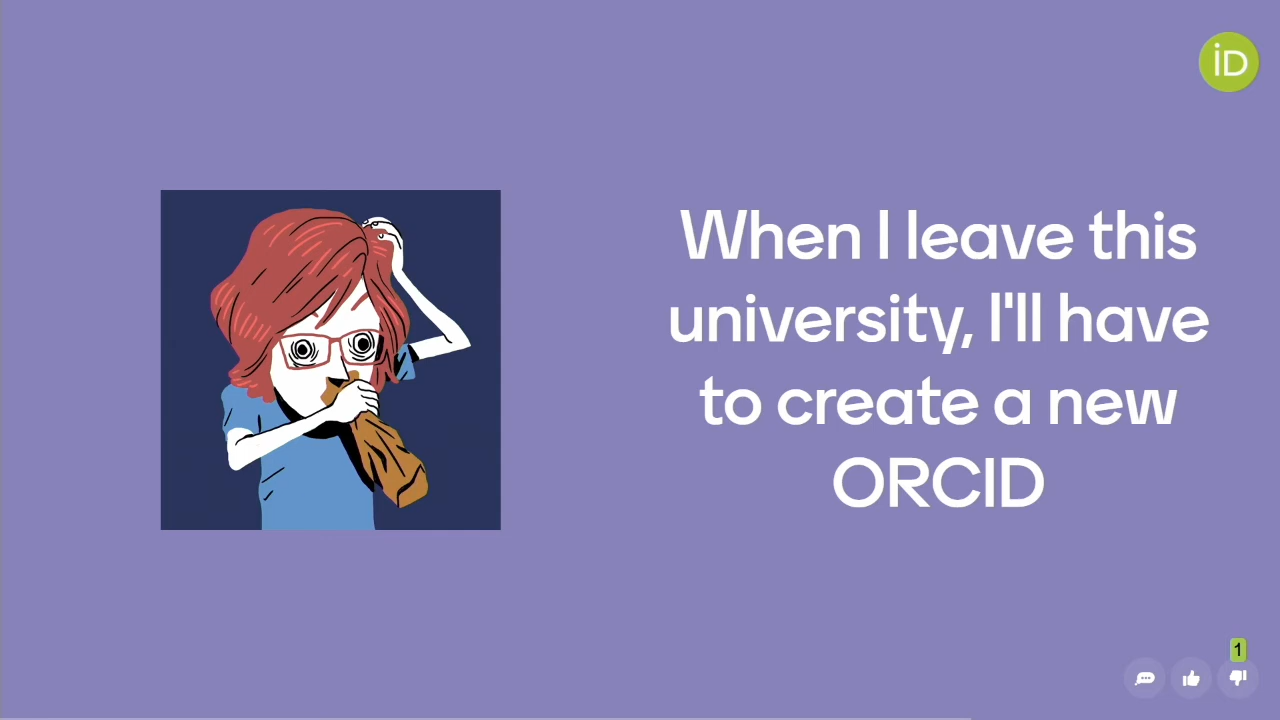 iD
When I leave this
university, I'll have
to create a new
ORCID
1